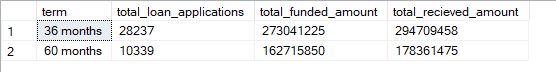 term total_loan_applications total_funded_amount total_recieved_amount
1 36 months 28237 273041225 294709458
2 60 months 10339 162715850 178361475